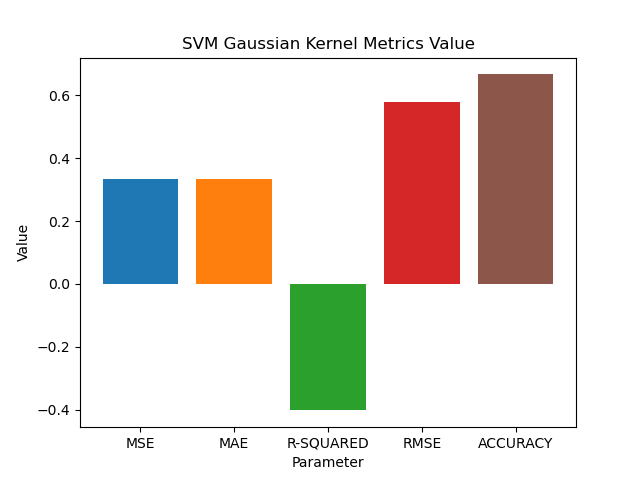 SVM Gaussian Kernel Metrics Value
0.6
0.4
0.2
0.0
−0.2
−0.4
Value
MSE MAE R-SQUARED RMSE ACCURACY
Parameter